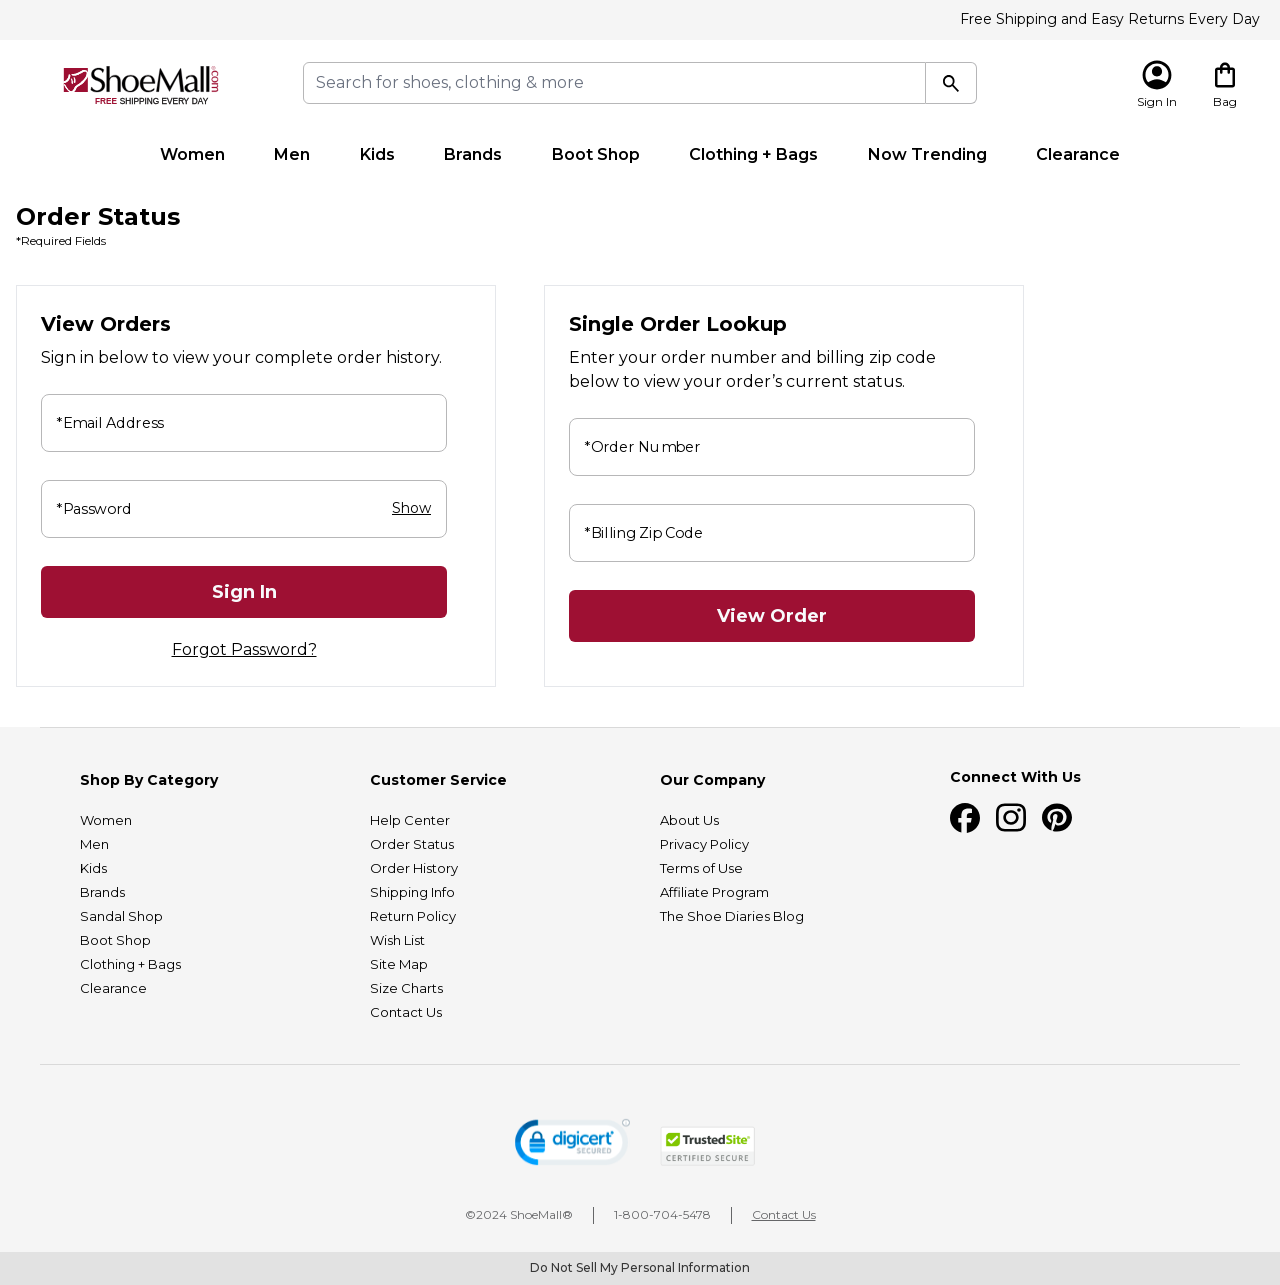 Free Shipping and Easy Returns Every Day
ShoeMall.com
FREE SHIPPING EVERY DAY
Search for shoes, clothing & more
Sign In
Bag
Women Men Kids Brands Boot Shop Clothing + Bags Now Trending Clearance
Order Status
*Required Fields
View Orders
Sign in below to view your complete order history.
*Email Address
*Password Show
Sign In
Forgot Password?
Single Order Lookup
Enter your order number and billing zip code
below to view your order’s current status.
*Order Number
*Billing Zip Code
View Order
Shop By Category
Women
Men
Kids
Brands
Sandal Shop
Boot Shop
Clothing + Bags
Clearance
Customer Service
Help Center
Order Status
Order History
Shipping Info
Return Policy
Wish List
Site Map
Size Charts
Contact Us
Our Company
About Us
Privacy Policy
Terms of Use
Affiliate Program
The Shoe Diaries Blog
Connect With Us
digicert
SECURED
TrustedSite
CERTIFIED SECURE
©2024 ShoeMall® 1-800-704-5478 Contact Us
Do Not Sell My Personal Information